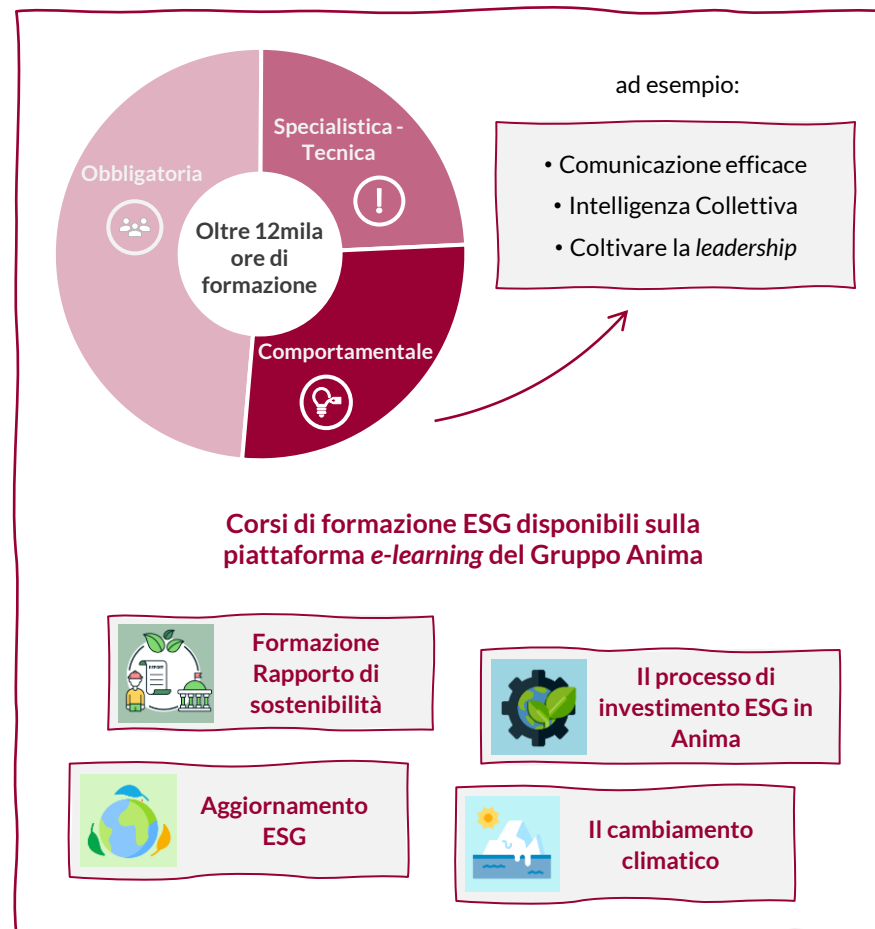 ad esempio:
Specialistica -
Tecnica
Obbligatoria
Oltre 12mila
ore di
formazione
Comportamentale
• Comunicazione efficace
• Intelligenza Collettiva
• Coltivare la leadership
Corsi di formazione ESG disponibili sulla
piattaforma e-learning del Gruppo Anima
Formazione
Rapporto di
sostenibilità
Il processo di
investimento ESG in
Anima
Aggiornamento
ESG
Il cambiamento
climatico